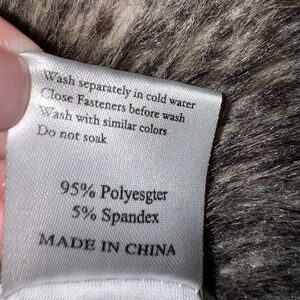 Wash separately in cold water
Close Fasteners before wash
Wash with similar colors
Do not soak
95% Polyesgter
5% Spandex
MADE IN CHINA